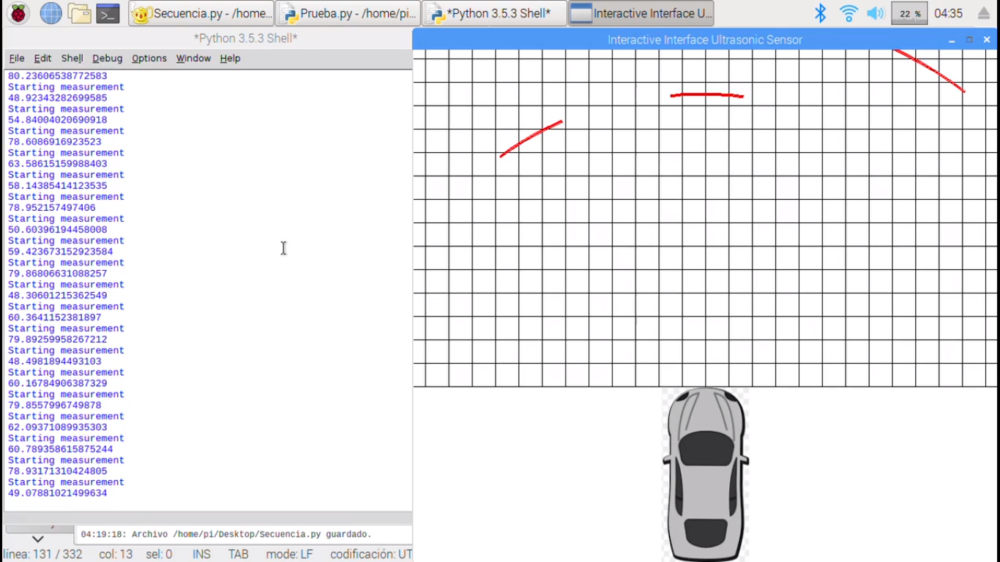 Secuencia.py - /home...
Prueba.py - /home/pi...
*Python 3.5.3 Shell*
Interactive Interface U...
22 %
04:35
*Python 3.5.3 Shell*
File Edit Shell Debug Options Window Help
80.23606538772583
Starting measurement
48.92343282699585
Starting measurement
54.84004020690918
Starting measurement
78.6086916923523
Starting measurement
63.58615159988403
Starting measurement
58.14385414123535
Starting measurement
78.952157497406
Starting measurement
50.60396194458008
Starting measurement
59.423673152923584
Starting measurement
79.86806631088257
Starting measurement
48.30601215362549
Starting measurement
60.3641152381897
Starting measurement
79.89259958267212
Starting measurement
48.4981894493103
Starting measurement
60.16784906387329
Starting measurement
79.8557996749878
Starting measurement
62.09371089935303
Starting measurement
60.789358615875244
Starting measurement
78.93171310424805
Starting measurement
49.07881021499634
04:19:18: Archivo /home/pi/Desktop/Secuencia.py guardado.
línea: 131 / 332 col: 13 sel: 0 INS TAB mode: LF codificación: UT
Interactive Interface Ultrasonic Sensor